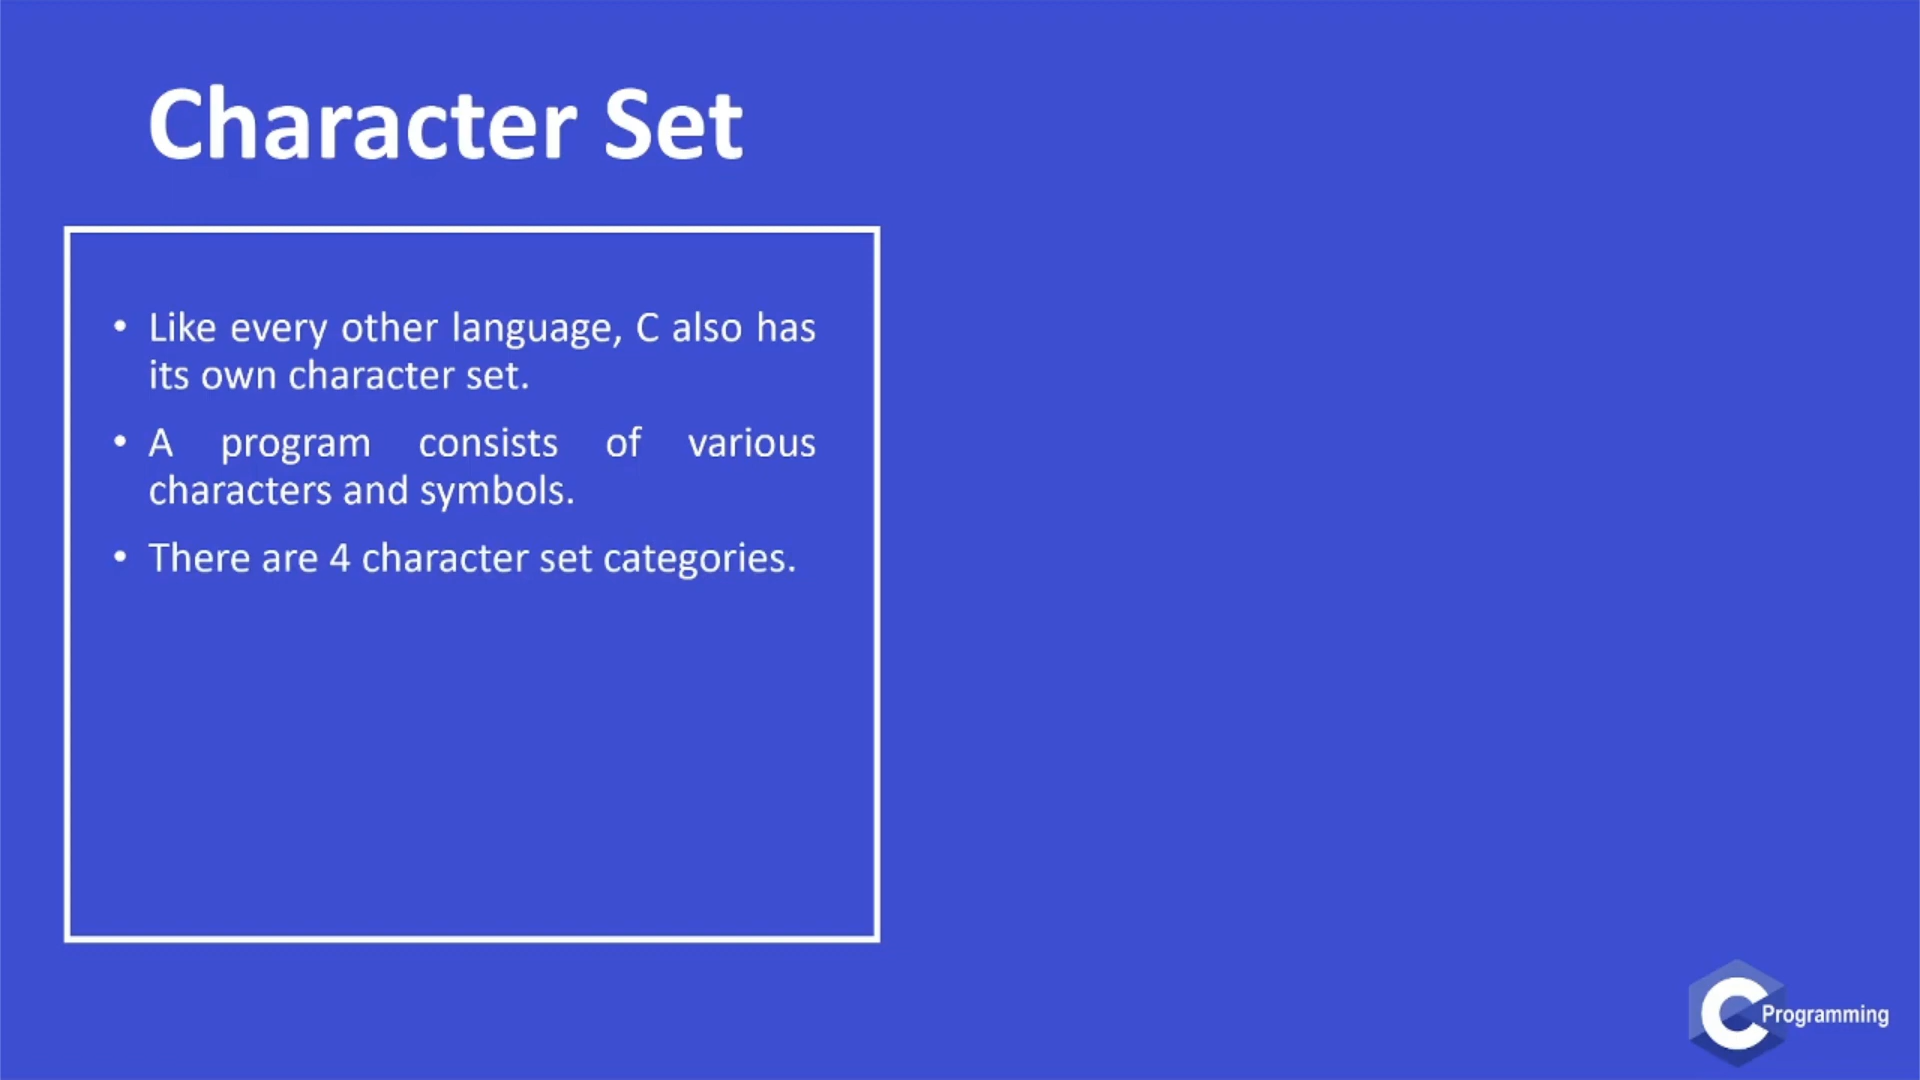 Character Set
• Like every other language, C also has
its own character set.
• A program consists of various
characters and symbols.
• There are 4 character set categories.
C Programming